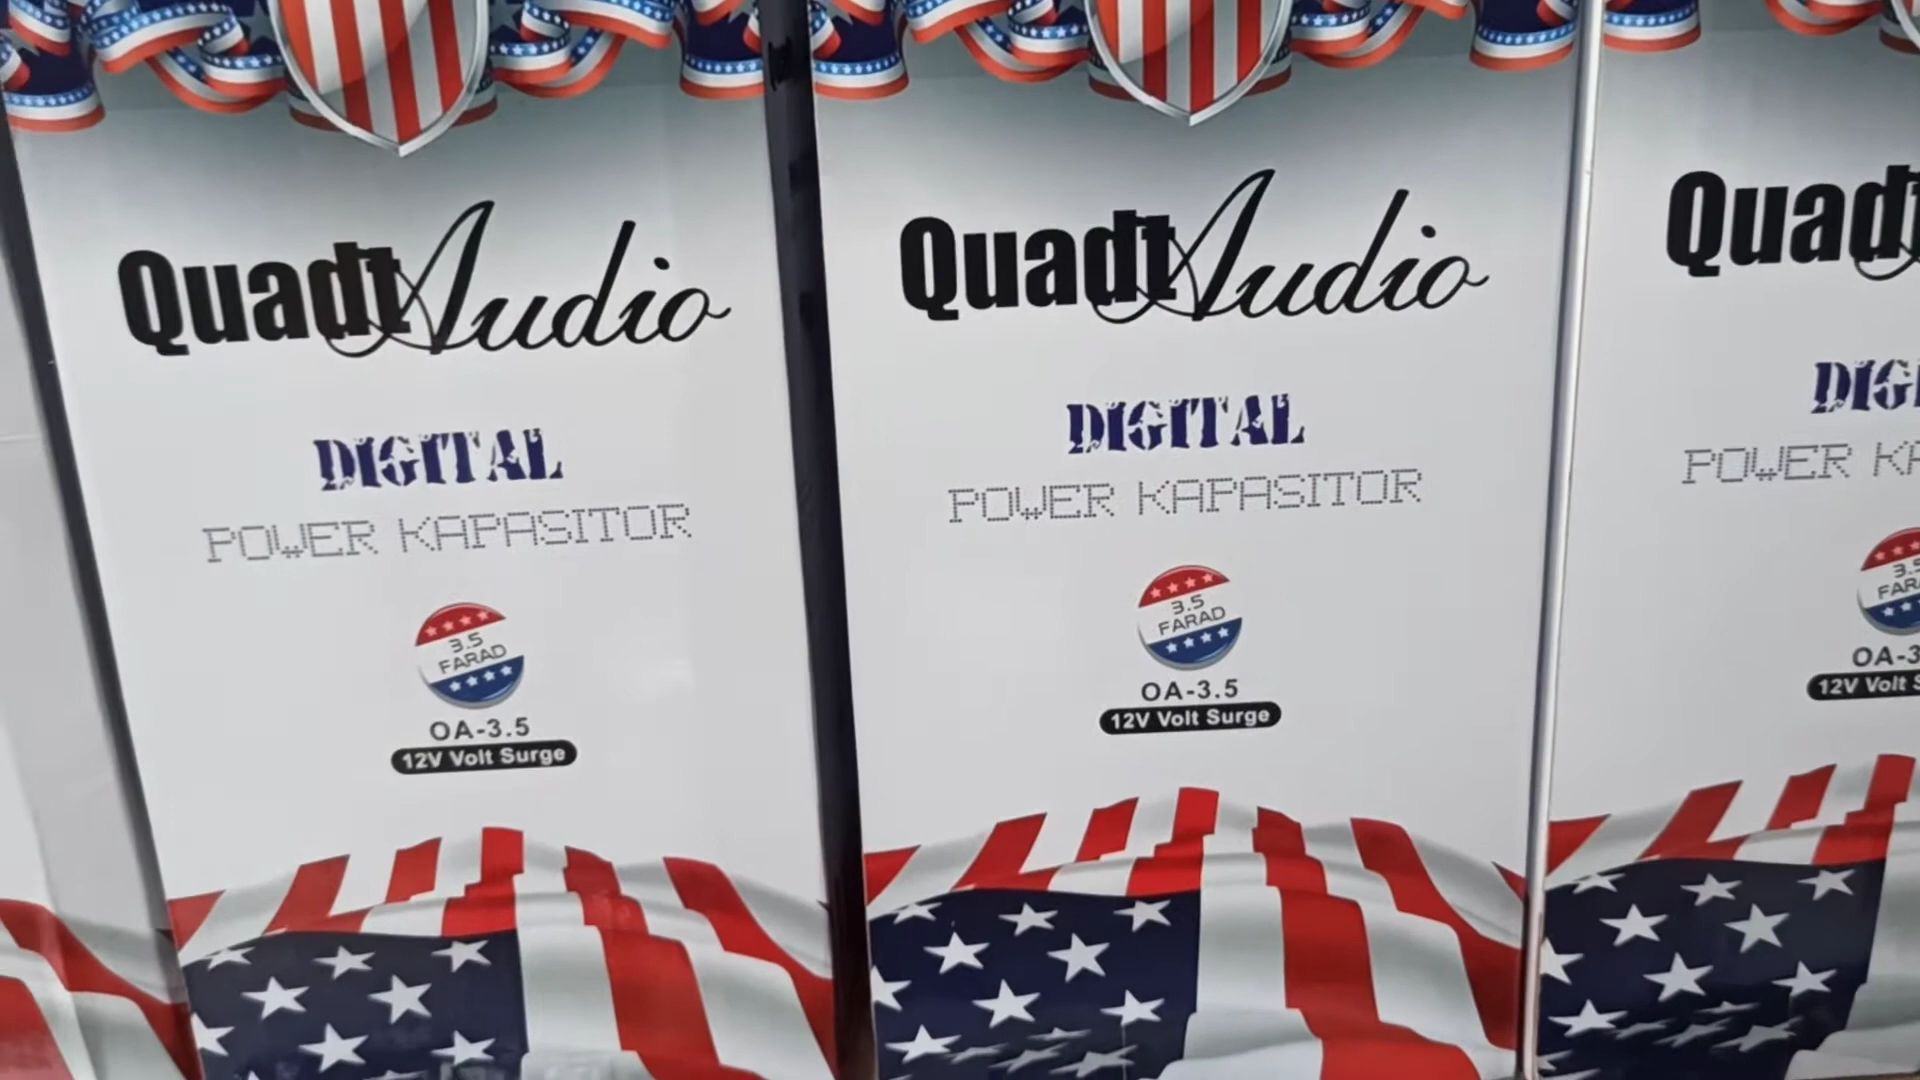 Quadt Audio
DIGITAL
POWER KAPASITOR
3.5
FARAD
OA-3.5
12V Volt Surge
Quadt Audio
DIGITAL
POWER KAPASITOR
3.5
FARAD
OA-3.5
12V Volt Surge